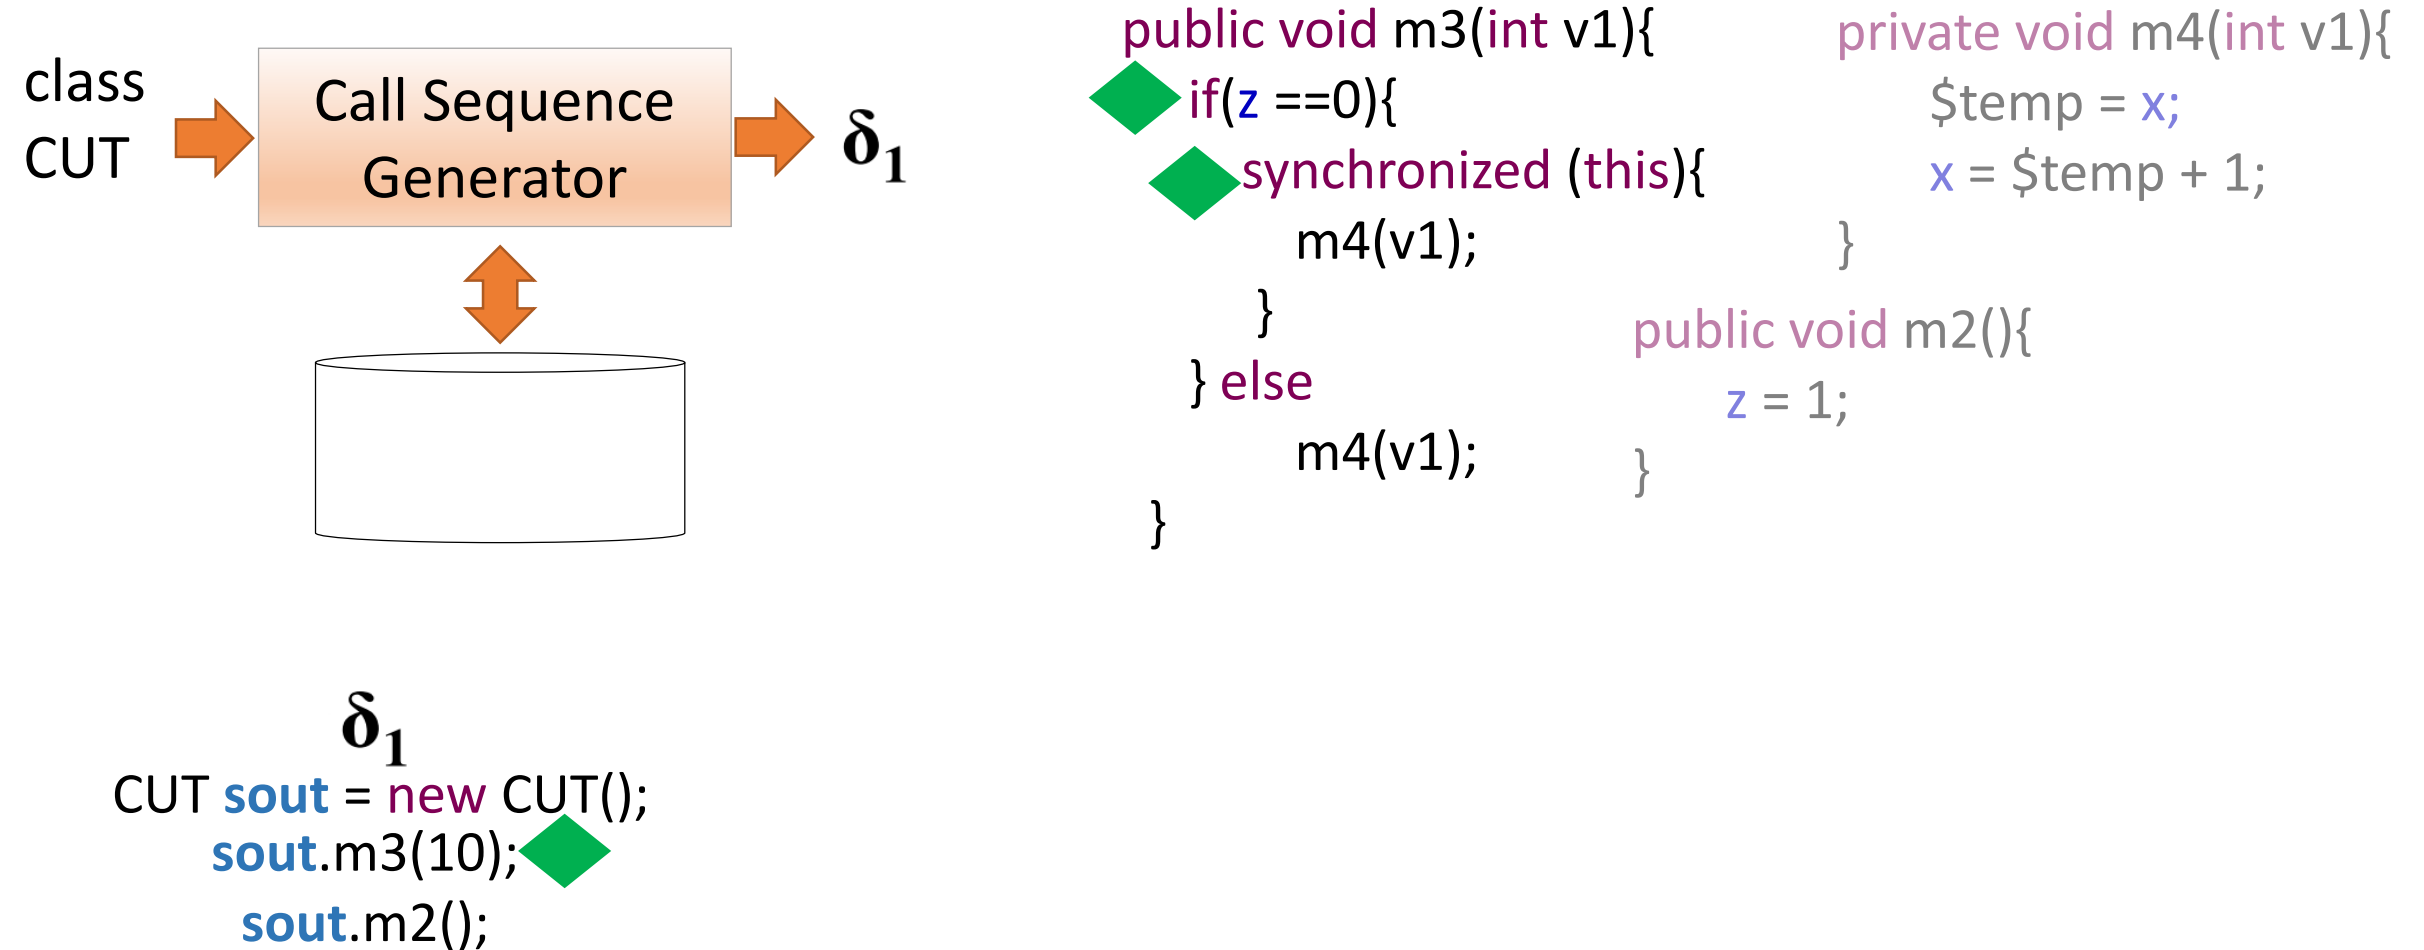 class
CUT
Call Sequence
Generator
δ1
public void m3(int v1){
if(z ==0){
synchronized (this){
m4(v1);
}
} else
m4(v1);
}
private void m4(int v1){
$temp = x;
x = $temp + 1;
}
public void m2(){
z = 1;
}
δ1
CUT sout = new CUT();
sout.m3(10);
sout.m2();